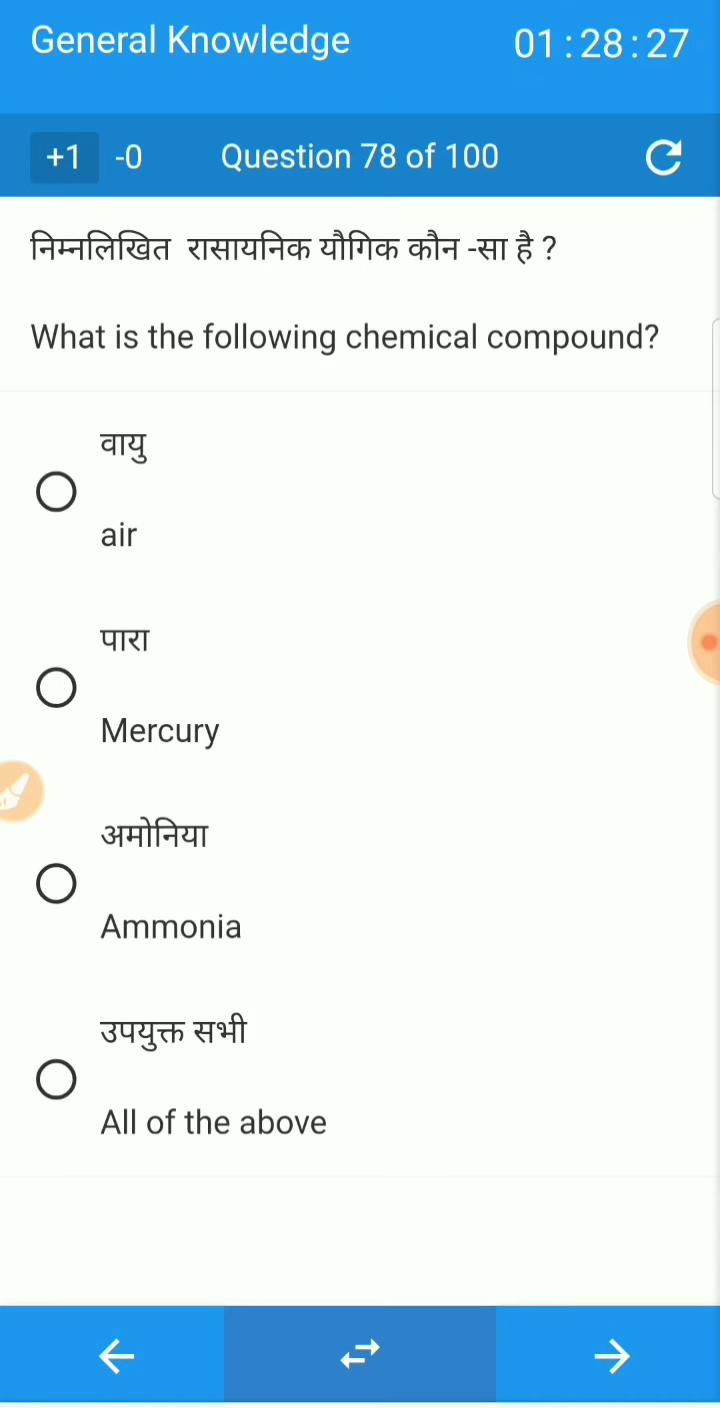 General Knowledge 01:28:27
+1 -0 Question 78 of 100
निम्नलिखित रासायनिक यौगिक कौन -सा है ?
What is the following chemical compound?
वायु
air
पारा
Mercury
अमोनिया
Ammonia
उपयुक्त सभी
All of the above